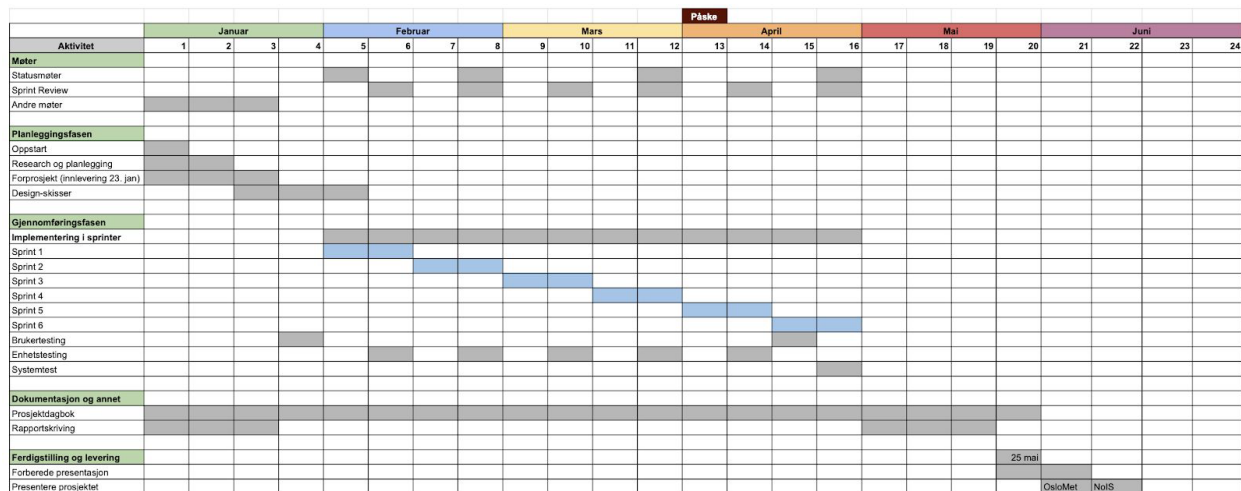 Påske
Januar Februar Mars April Mai Juni
Aktivitet 1 2 3 4 5 6 7 8 9 10 11 12 13 14 15 16 17 18 19 20 21 22 23 24
Møter
Statusmøter
Sprint Review
Andre møter
Planleggingsfasen
Oppstart
Research og planlegging
Forprosjekt (innlevering 23. jan)
Design-skisser
Gjennomføringsfasen
Implementering i sprinter
Sprint 1
Sprint 2
Sprint 3
Sprint 4
Sprint 5
Sprint 6
Brukertesting
Enhetstesting
Systemtest
Dokumentasjon og annet
Prosjektdagbok
Rapportskriving
Ferdigstilling og levering 25 mai
Forberede presentasjon
Presentere prosjektet OsloMet NoIS